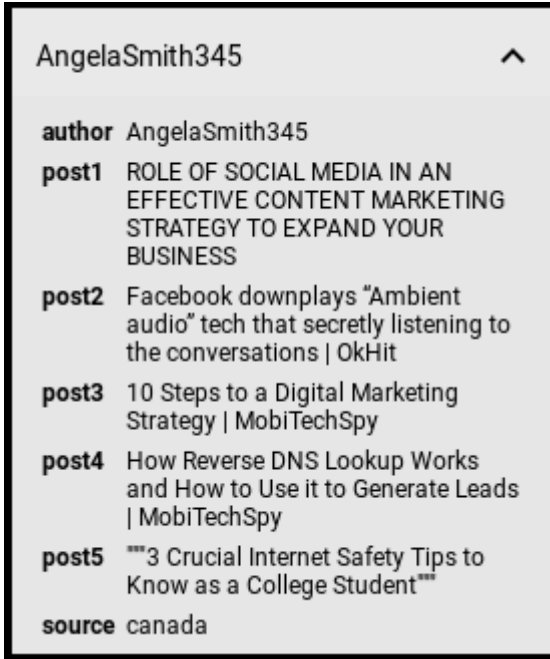 AngelaSmith345
author AngelaSmith345
post1 ROLE OF SOCIAL MEDIA IN AN
EFFECTIVE CONTENT MARKETING
STRATEGY TO EXPAND YOUR
BUSINESS
post2 Facebook downplays “Ambient
audio” tech that secretly listening to
the conversations | OkHit
post3 10 Steps to a Digital Marketing
Strategy | MobiTechSpy
post4 How Reverse DNS Lookup Works
and How to Use it to Generate Leads
| MobiTechSpy
post5 """3 Crucial Internet Safety Tips to
Know as a College Student"""
source canada